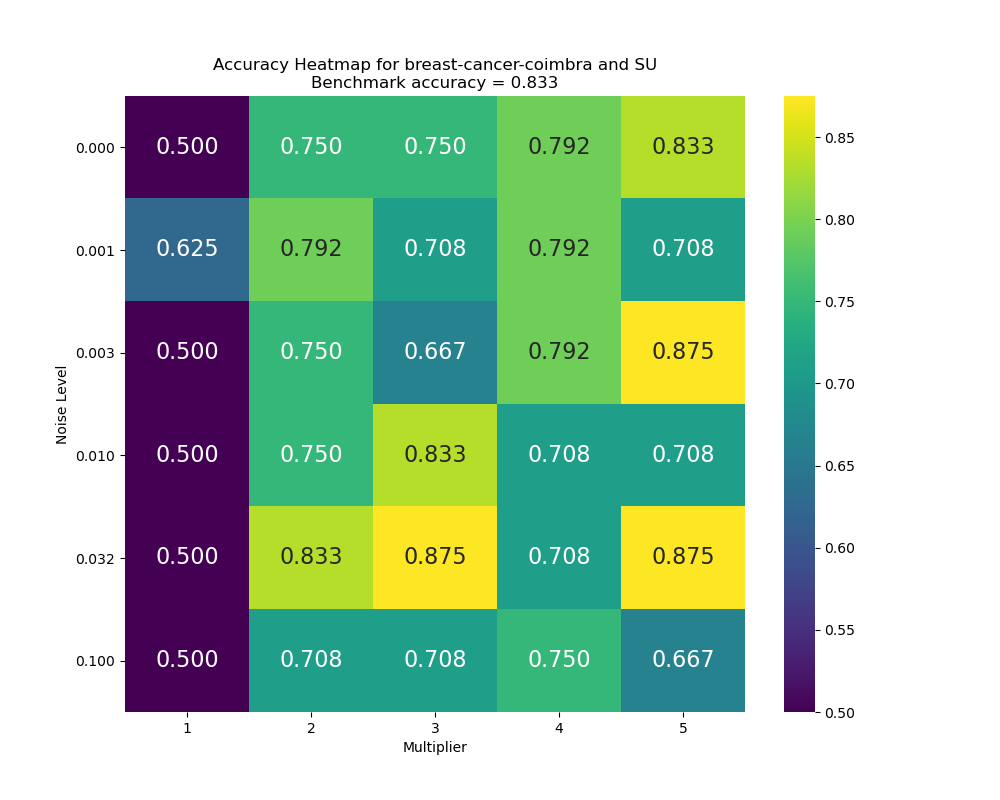 Accuracy Heatmap for breast-cancer-coimbra and SU
Benchmark accuracy = 0.833
Noise Level
0.000 0.500 0.750 0.750 0.792 0.833
0.001 0.625 0.792 0.708 0.792 0.708
0.003 0.500 0.750 0.667 0.792 0.875
0.010 0.500 0.750 0.833 0.708 0.708
0.032 0.500 0.833 0.875 0.708 0.875
0.100 0.500 0.708 0.708 0.750 0.667
1 2 3 4 5
Multiplier
0.85
0.80
0.75
0.70
0.65
0.60
0.55
0.50